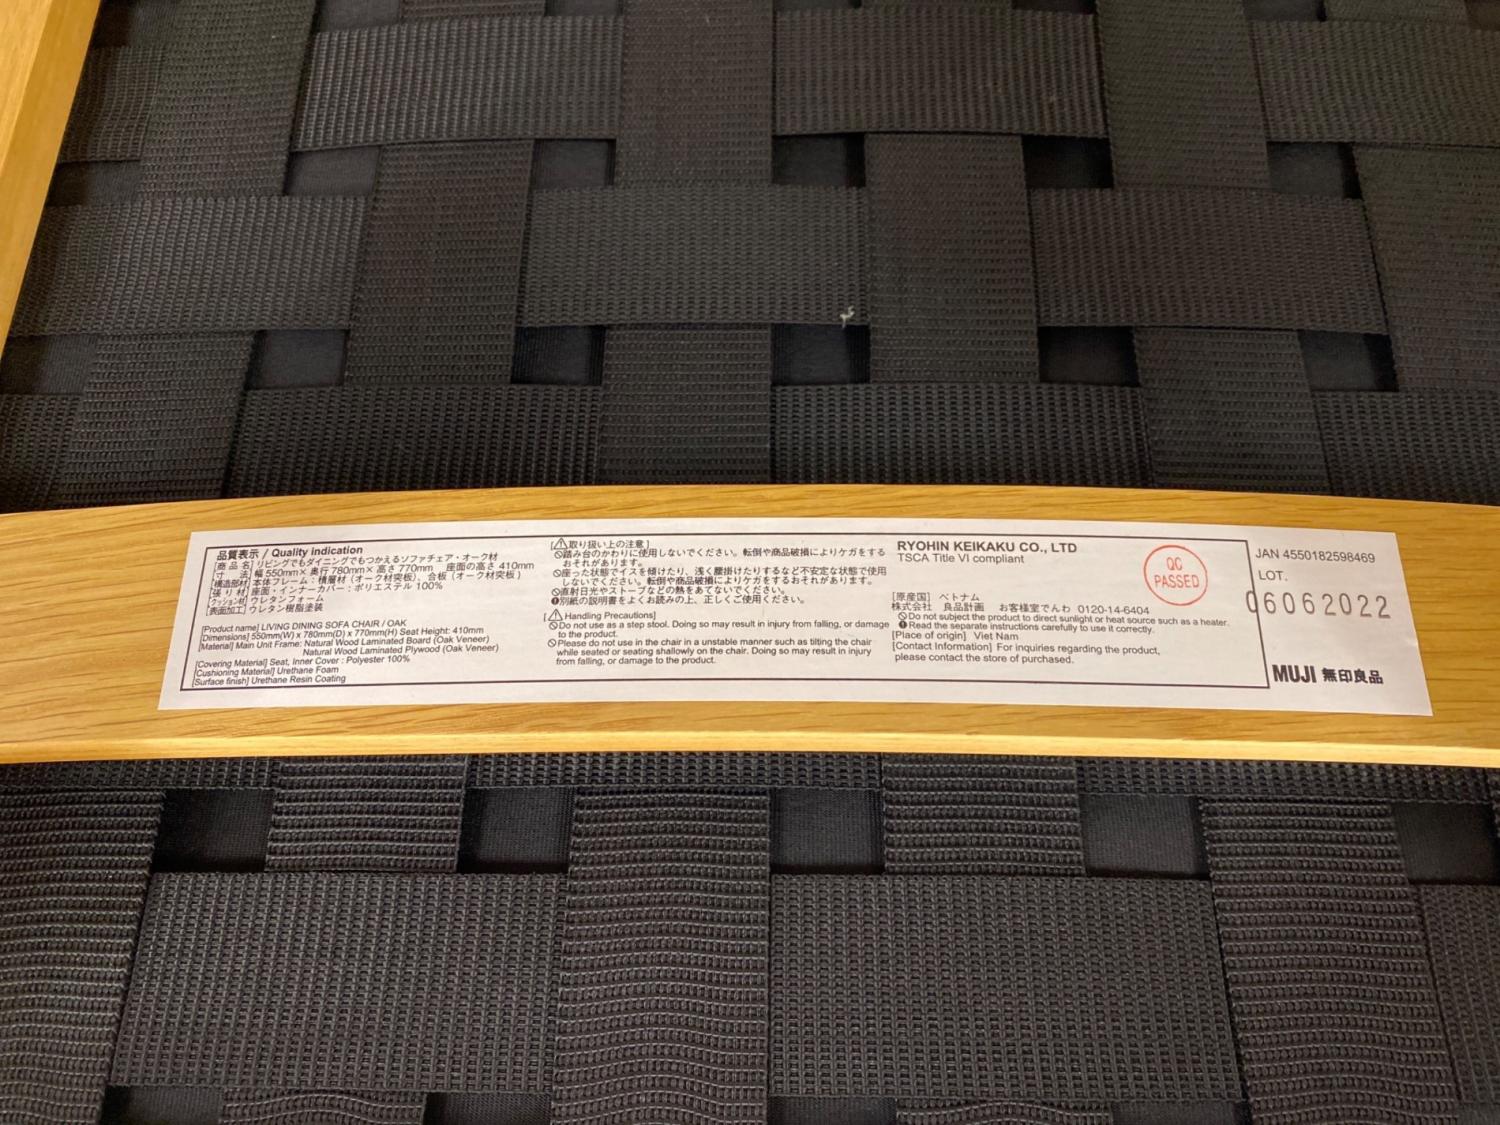 品質表示 / Quality indication
[商 品 名] リビングでもダイニングでもつかえるソファチェア・オーク材
[寸 法] 幅 550mm× 奥行 780mm× 高さ 770mm 座面の高さ 410mm
[構造部材] 本体フレーム：積層材（オーク材突板）、合板（オーク材突板）
[張 り 材] 座面・インナーカバー：ポリエステル 100%
[クッション材] ウレタンフォーム
[表面加工] ウレタン樹脂塗装
[Product name] LIVING DINING SOFA CHAIR / OAK
[Dimensions] 550mm(W) x 780mm(D) x 770mm(H) Seat Height: 410mm
[Material] Main Unit Frame: Natural Wood Laminated Board (Oak Veneer)
Natural Wood Laminated Plywood (Oak Veneer)
[Covering Material] Seat, Inner Cover : Polyester 100%
[Cushioning Material] Urethane Foam
[Surface finish] Urethane Resin Coating
[⚠取り扱い上の注意]
踏み台のかわりに使用しないでください。転倒や商品破損によりケガをする
おそれがあります。
座った状態でイスを傾けたり、浅く腰掛けたりするなど不安定な状態で使用
しないでください。転倒や商品破損によりケガをするおそれがあります。
直射日光やストーブなどの熱をあてないでください。
別紙の説明書をよくお読みの上、正しくご使用ください。
[⚠ Handling Precautions]
Do not use as a step stool. Doing so may result in injury from falling, or damage
to the product.
Please do not use in the chair in a unstable manner such as tilting the chair
while seated or seating shallowly on the chair. Doing so may result in injury
from falling, or damage to the product.
RYOHIN KEIKAKU CO., LTD
TSCA Title VI compliant
[原産国] ベトナム
株式会社 良品計画 お客様室でんわ 0120-14-6404
Do not subject the product to direct sunlight or heat source such as a heater.
Read the separate instructions carefully to use it correctly.
[Place of origin] Viet Nam
[Contact Information] For inquiries regarding the product,
please contact the store of purchased.
QC
PASSED
JAN 4550182598469
LOT.
06062022
MUJI 無印良品